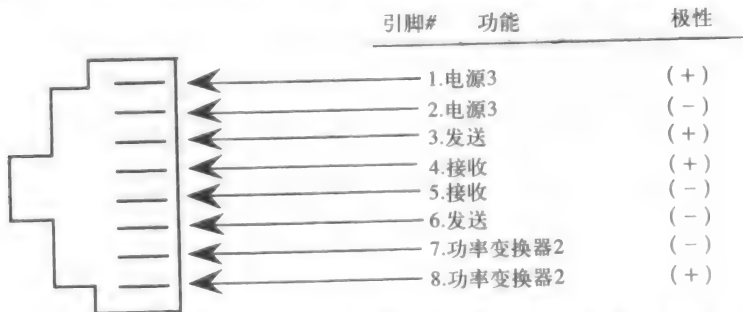 引脚# 功能 极性
1.电源3 (+)
2.电源3 (-)
3.发送 (+)
4.接收 (+)
5.接收 (-)
6.发送 (-)
7.功率变换器2 (-)
8.功率变换器2 (+)